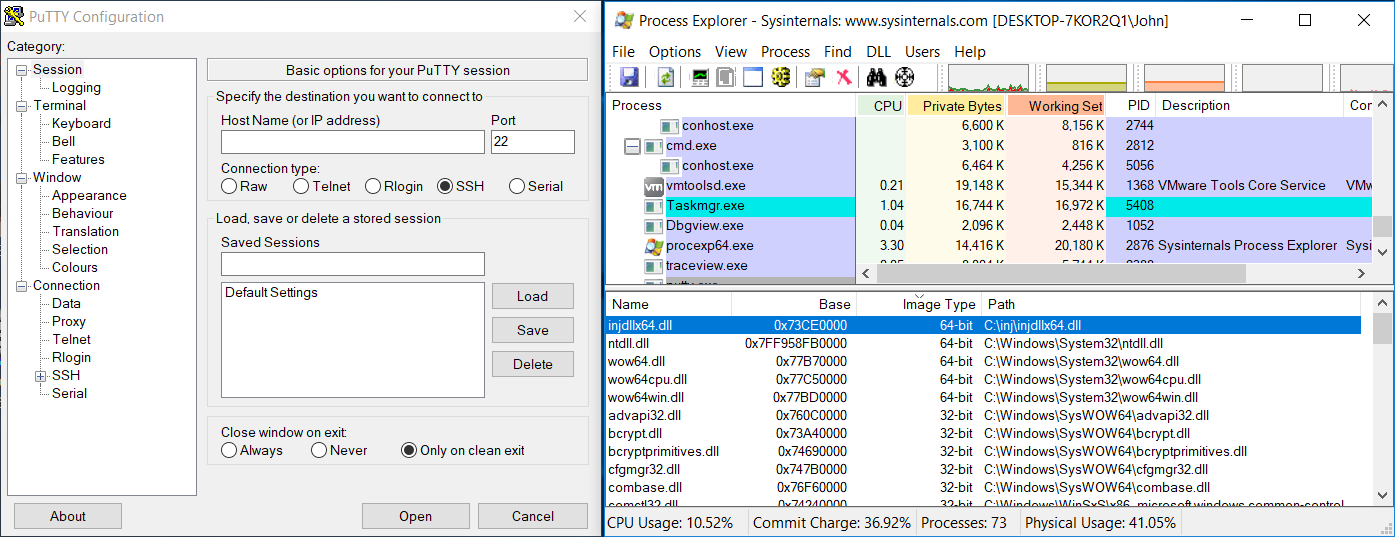 PuTTY Configuration
Category:
Session
Logging
Terminal
Keyboard
Bell
Features
Window
Appearance
Behaviour
Translation
Selection
Colours
Connection
Data
Proxy
Telnet
Rlogin
SSH
Serial
Basic options for your PuTTY session
Specify the destination you want to connect to
Host Name (or IP address) Port
22
Connection type:
Raw Telnet Rlogin SSH Serial
Load, save or delete a stored session
Saved Sessions
Default Settings
Load
Save
Delete
Close window on exit:
Always Never Only on clean exit
About Open Cancel
Process Explorer - Sysinternals: www.sysinternals.com [DESKTOP-7KOR2Q1\John]
File Options View Process Find DLL Users Help
Process CPU Private Bytes Working Set PID Description Con
conhost.exe 6,600 K 8,156 K 2744
cmd.exe 3,100 K 816 K 2812
conhost.exe 6,464 K 4,256 K 5056
vm vmtoolsd.exe 0.21 19,148 K 15,344 K 1368 VMware Tools Core Service VMw
Taskmgr.exe 1.04 16,744 K 16,972 K 5408
Dbgview.exe 0.04 2,096 K 2,448 K 1052
procexp64.exe 3.30 14,416 K 20,180 K 2876 Sysinternals Process Explorer Sysi
traceview.exe
Name Base Image Type Path
injdllx64.dll 0x73CE0000 64-bit C:\inj\injdllx64.dll
ntdll.dll 0x7FF958FB0000 64-bit C:\Windows\System32\ntdll.dll
wow64.dll 0x77B70000 64-bit C:\Windows\System32\wow64.dll
wow64cpu.dll 0x77C50000 64-bit C:\Windows\System32\wow64cpu.dll
wow64win.dll 0x77BD0000 64-bit C:\Windows\System32\wow64win.dll
advapi32.dll 0x760C0000 32-bit C:\Windows\SysWOW64\advapi32.dll
bcrypt.dll 0x73A40000 32-bit C:\Windows\SysWOW64\bcrypt.dll
bcryptprimitives.dll 0x74690000 32-bit C:\Windows\SysWOW64\bcryptprimitives.dll
cfgmgr32.dll 0x747B0000 32-bit C:\Windows\SysWOW64\cfgmgr32.dll
combase.dll 0x76F60000 32-bit C:\Windows\SysWOW64\combase.dll
comctl32.dll 0x74240000 32-bit C:\Windows\WinSxS\x86_microsoft.windows.common-control
CPU Usage: 10.52% Commit Charge: 36.92% Processes: 73 Physical Usage: 41.05%